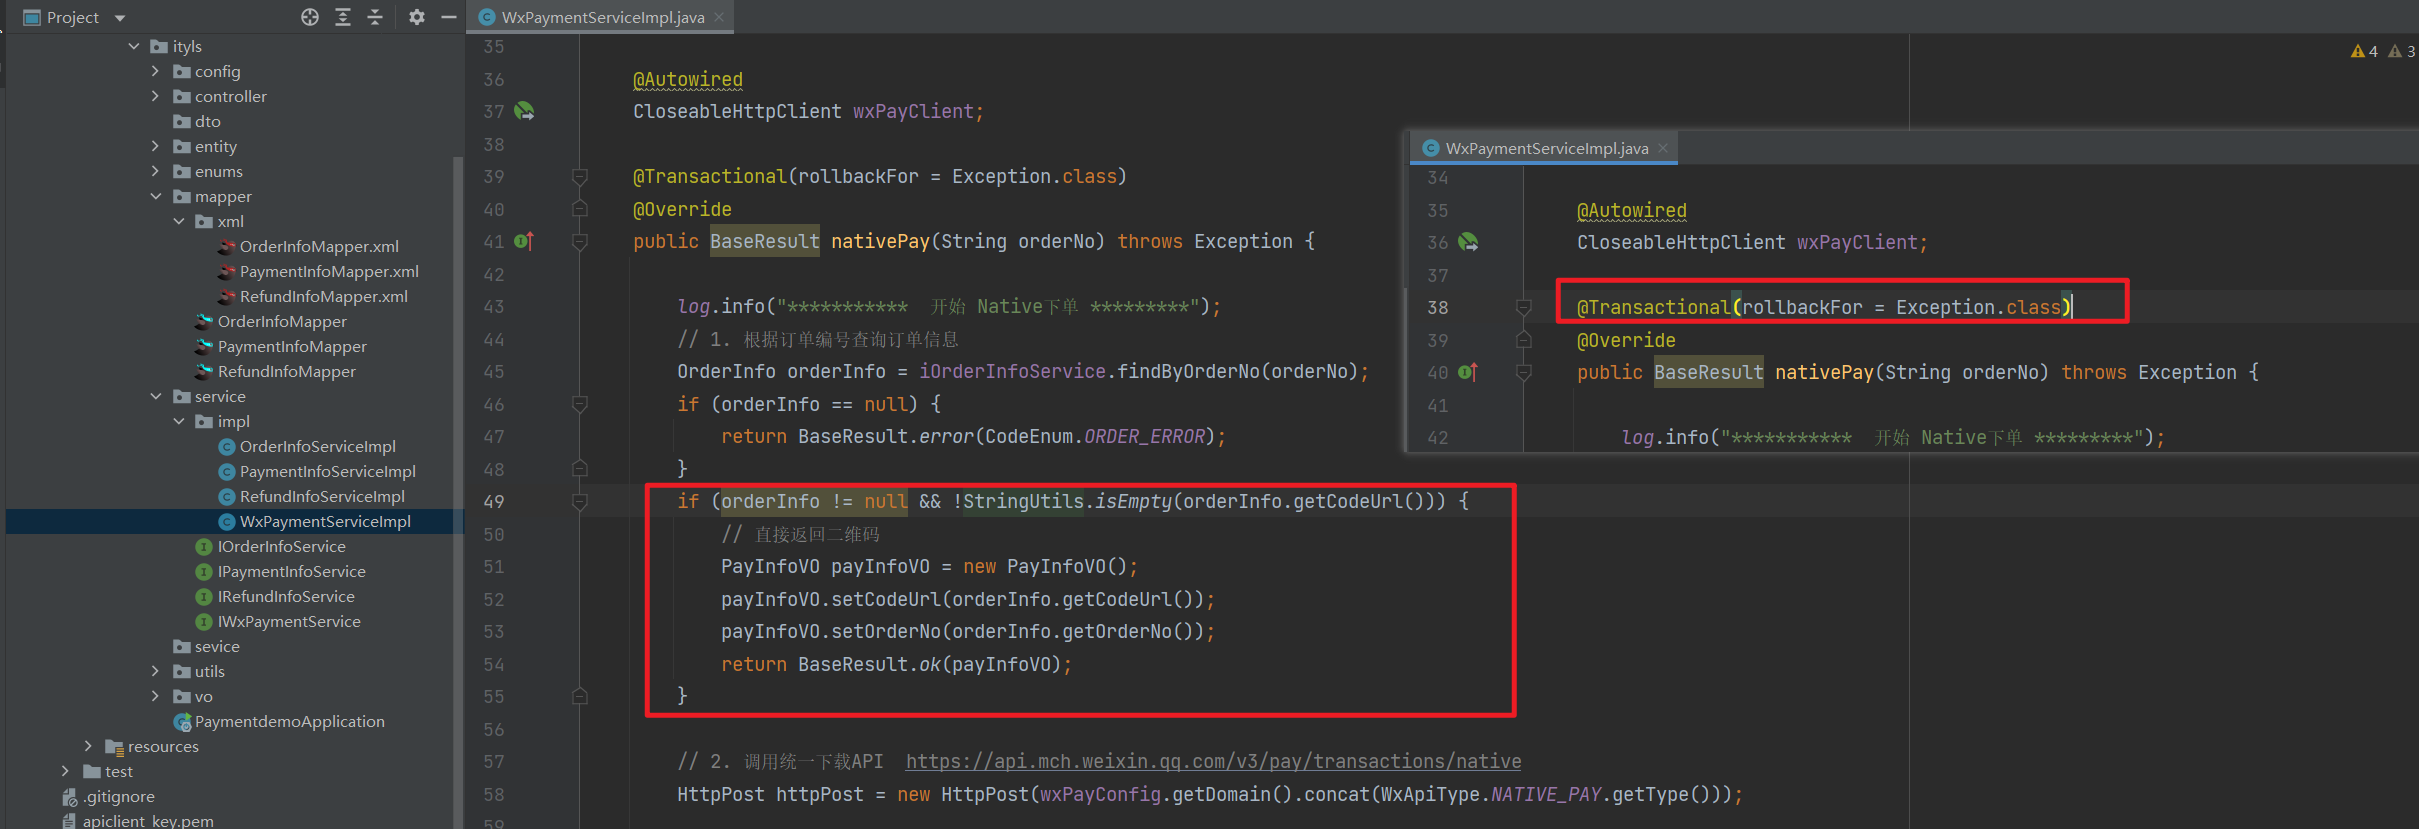 Project
ityls
config
controller
dto
entity
enums
mapper
xml
OrderInfoMapper.xml
PaymentInfoMapper.xml
RefundInfoMapper.xml
OrderInfoMapper
PaymentInfoMapper
RefundInfoMapper
service
impl
OrderInfoServiceImpl
PaymentInfoServiceImpl
RefundInfoServiceImpl
WxPaymentServiceImpl
IOrderInfoService
IPaymentInfoService
IRefundInfoService
IWxPaymentService
sevice
utils
vo
PaymentdemoApplication
resources
test
.gitignore
apiclient_key.pem
WxPaymentServiceImpl.java
4 3
35
36 @Autowired
37 CloseableHttpClient wxPayClient;
38
39 @Transactional(rollbackFor = Exception.class)
40 @Override
41 public BaseResult nativePay(String orderNo) throws Exception {
42
43 log.info("*********** 开始 Native下单 *********");
44 // 1. 根据订单编号查询订单信息
45 OrderInfo orderInfo = iOrderInfoService.findByOrderNo(orderNo);
46 if (orderInfo == null) {
47 return BaseResult.error(CodeEnum.ORDER_ERROR);
48 }
49 if (orderInfo != null && !StringUtils.isEmpty(orderInfo.getCodeUrl())) {
50 // 直接返回二维码
51 PayInfoVO payInfoVO = new PayInfoVO();
52 payInfoVO.setCodeUrl(orderInfo.getCodeUrl());
53 payInfoVO.setOrderNo(orderInfo.getOrderNo());
54 return BaseResult.ok(payInfoVO);
55 }
56
57 // 2. 调用统一下载API https://api.mch.weixin.qq.com/v3/pay/transactions/native
58 HttpPost httpPost = new HttpPost(wxPayConfig.getDomain().concat(WxApiType.NATIVE_PAY.getType()));
59
WxPaymentServiceImpl.java
34
35 @Autowired
36 CloseableHttpClient wxPayClient;
37
38 @Transactional(rollbackFor = Exception.class)
39 @Override
40 public BaseResult nativePay(String orderNo) throws Exception {
41
42 log.info("*********** 开始 Native下单 *********");